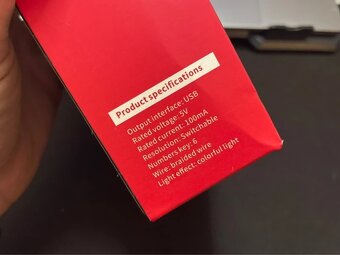 Product specifications
Output interface: USB
Rated voltage: 5V
Rated current: 100mA
Resolution: Switchable
Numbers key: 6
Wire: braided wire
Light effect: colorful light